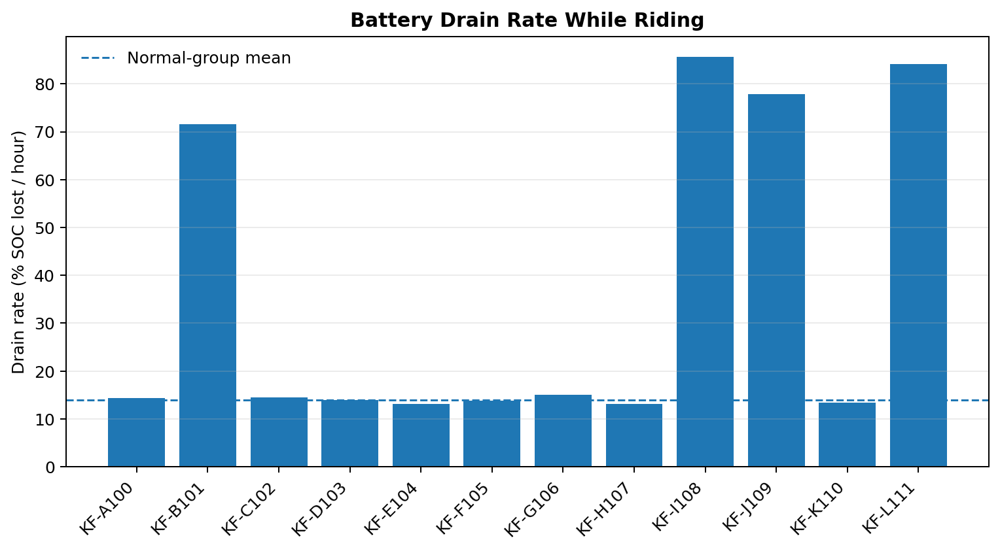 Battery Drain Rate While Riding
Normal-group mean
Drain rate (% SOC lost / hour)
80
70
60
50
40
30
20
10
0
KF-A100
KF-B101
KF-C102
KF-D103
KF-E104
KF-F105
KF-G106
KF-H107
KF-I108
KF-J109
KF-K110
KF-L111